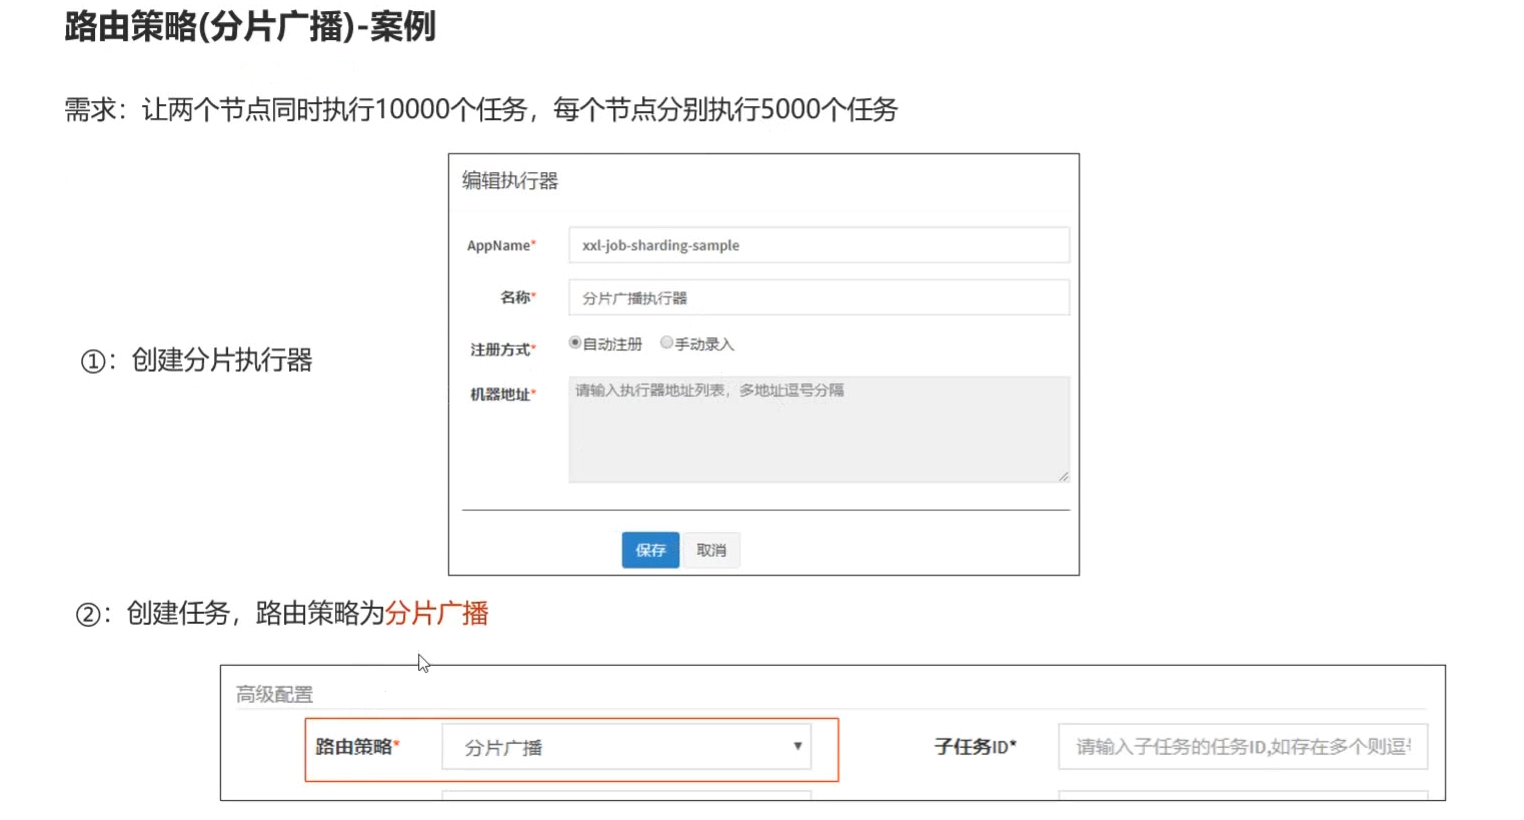 路由策略(分片广播)-案例
需求：让两个节点同时执行10000个任务，每个节点分别执行5000个任务
编辑执行器
AppName* xxl-job-sharding-sample
名称* 分片广播执行器
注册方式* 自动注册 手动录入
①：创建分片执行器
机器地址* 请输入执行器地址列表，多地址逗号分隔
保存 取消
②：创建任务，路由策略为分片广播
高级配置
路由策略* 分片广播 子任务ID* 请输入子任务的任务ID,如存在多个则逗